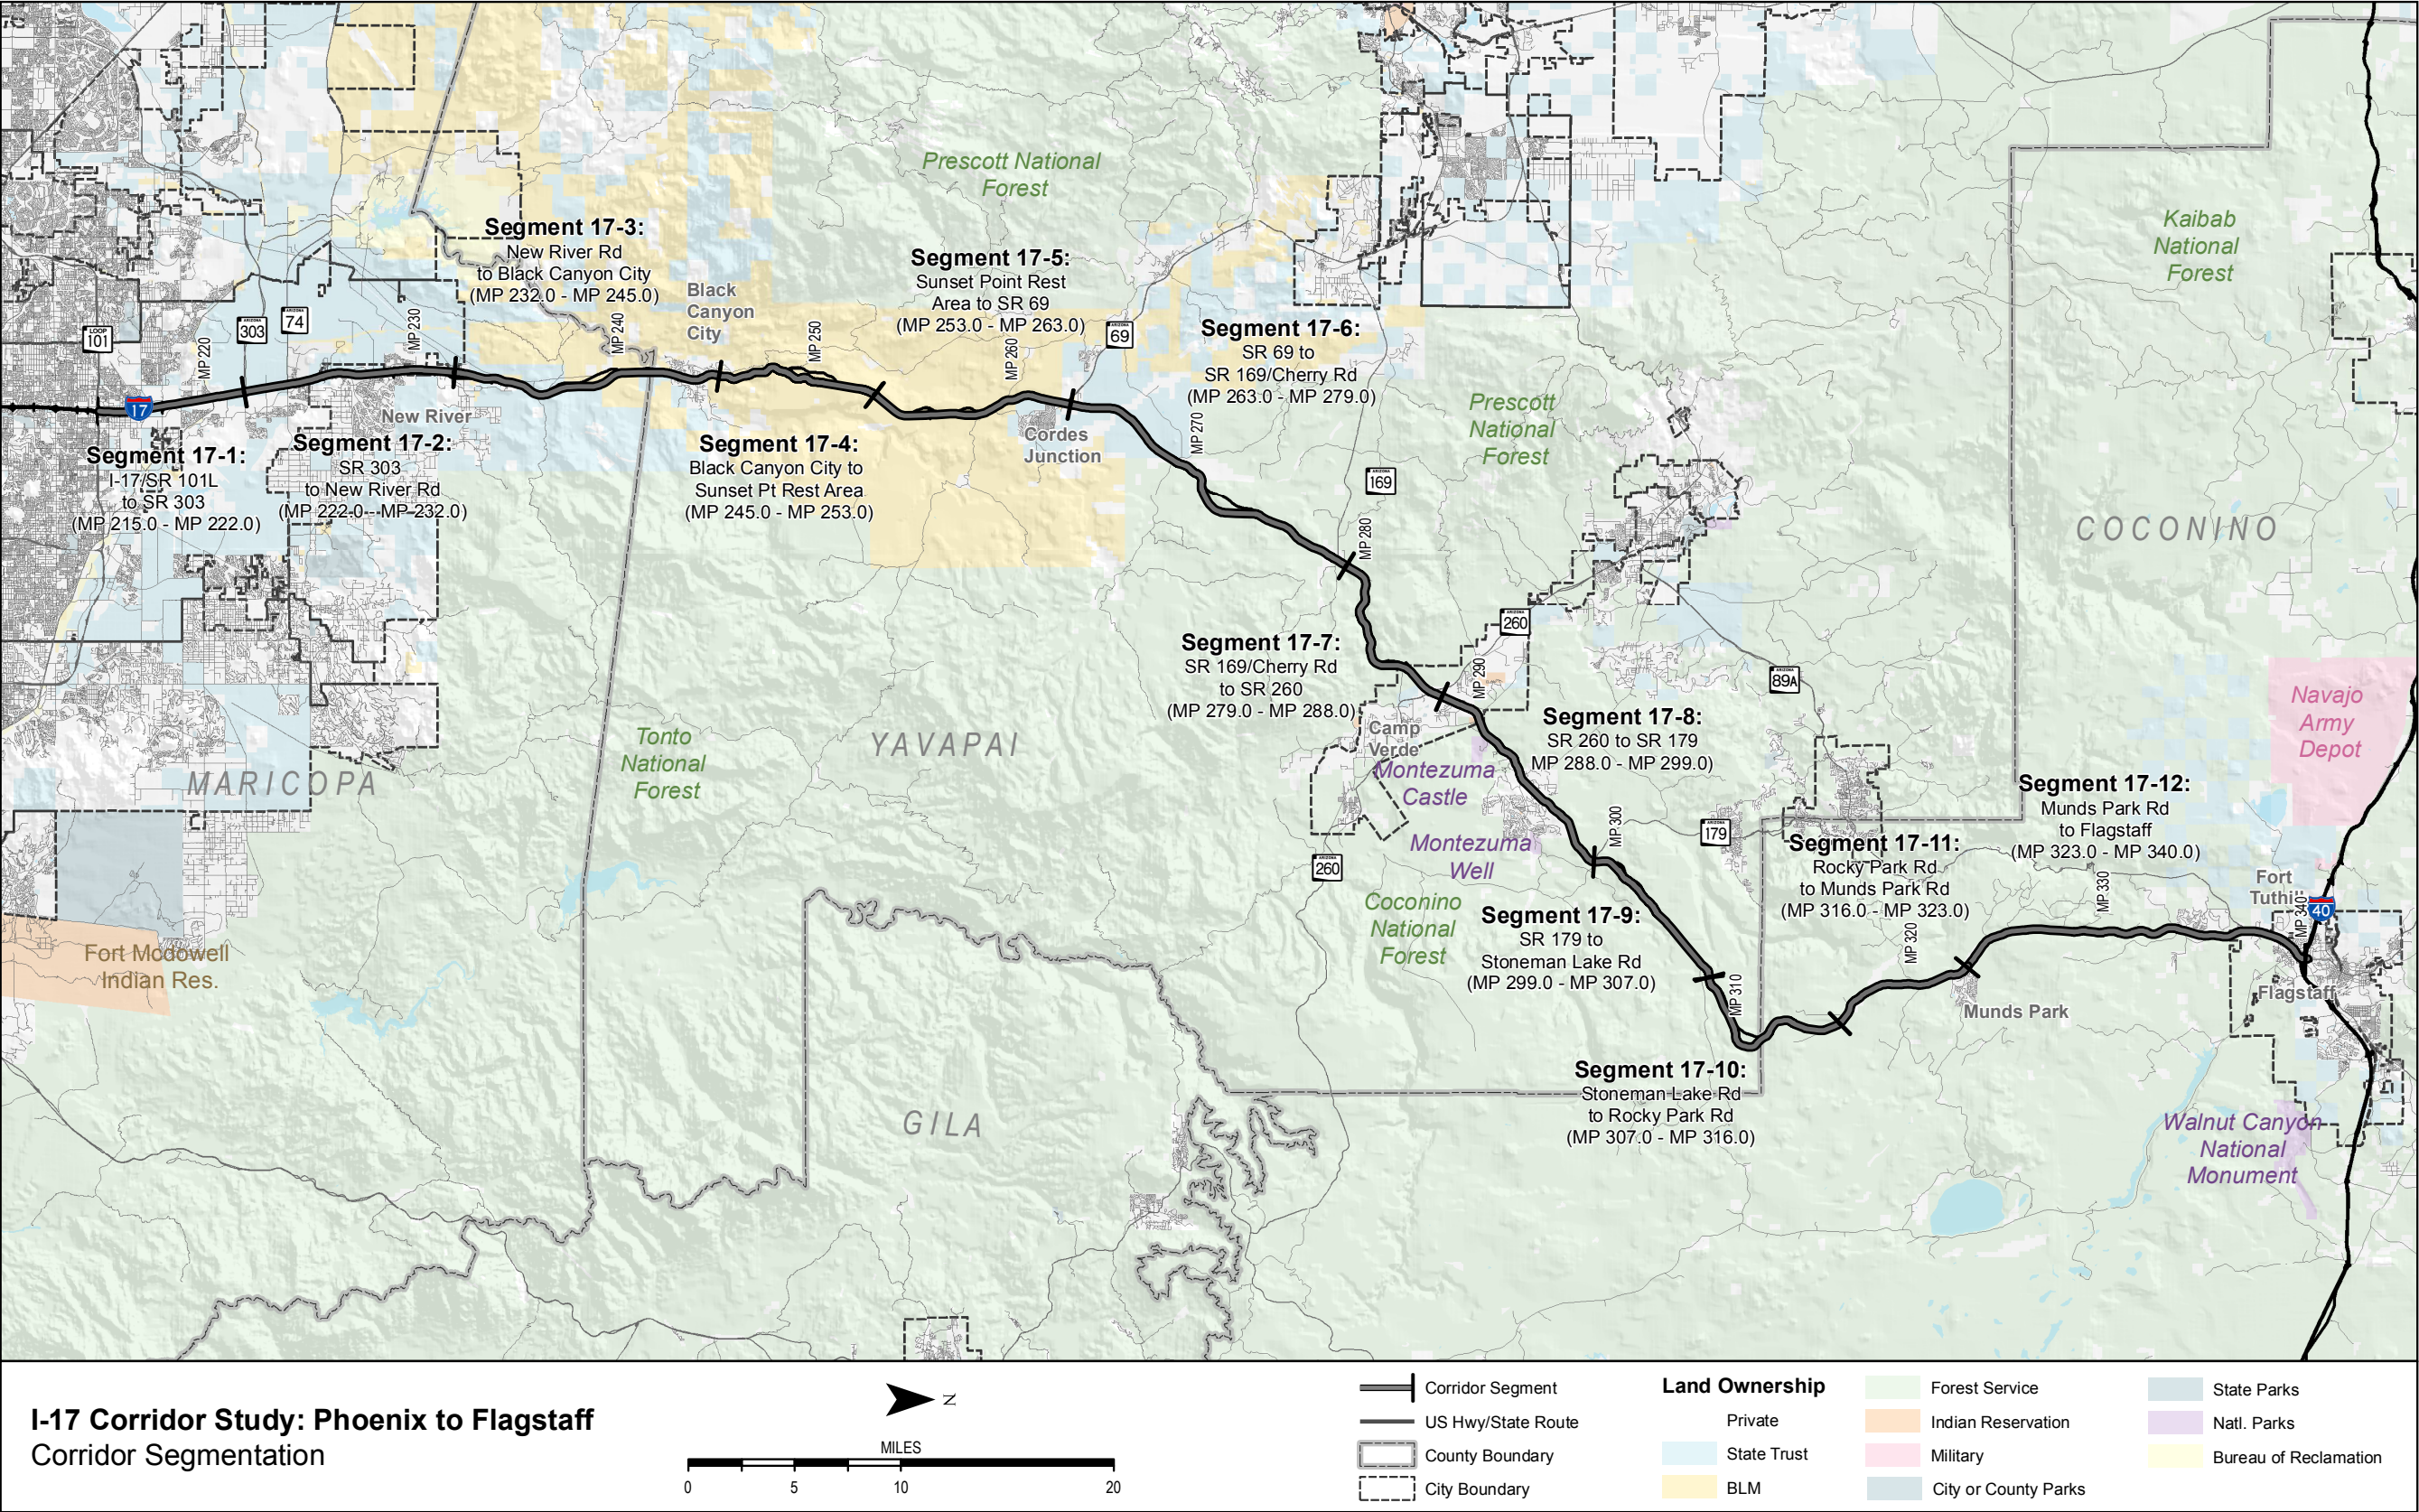 Segment 17-3:
New River Rd
to Black Canyon City
(MP 232.0 - MP 245.0)
Prescott National
Forest
Segment 17-5:
Sunset Point Rest
Area to SR 69
(MP 253.0 - MP 263.0)
Segment 17-6:
SR 69 to
SR 169/Cherry Rd
(MP 263.0 - MP 279.0)
Kaibab
National
Forest
Black
Canyon
City
LOOP
101
ARIZONA
303
ARIZONA
74
ARIZONA
69
MP 220
MP 230
MP 240
MP 250
MP 260
MP 270
17
New River
Segment 17-1:
I-17/SR 101L
to SR 303
(MP 215.0 - MP 222.0)
Segment 17-2:
SR 303
to New River Rd
(MP 222.0 - MP 232.0)
Segment 17-4:
Black Canyon City to
Sunset Pt Rest Area
(MP 245.0 - MP 253.0)
Cordes
Junction
Prescott
National
Forest
ARIZONA
169
MP 280
COCONINO
Segment 17-7:
SR 169/Cherry Rd
to SR 260
(MP 279.0 - MP 288.0)
ARIZONA
260
MP 290
ARIZONA
89A
Navajo
Army
Depot
Tonto
National
Forest
YAVAPAI
MARICOPA
Camp
Verde
Montezuma
Castle
Segment 17-8:
SR 260 to SR 179
MP 288.0 - MP 299.0)
Montezuma
Well
MP 300
ARIZONA
179
ARIZONA
260
Segment 17-12:
Munds Park Rd
to Flagstaff
(MP 323.0 - MP 340.0)
Segment 17-11:
Rocky Park Rd
to Munds Park Rd
(MP 316.0 - MP 323.0)
Coconino
National
Forest
Segment 17-9:
SR 179 to
Stoneman Lake Rd
(MP 299.0 - MP 307.0)
MP 310
MP 320
MP 330
MP 340
Fort
Tuthill
40
Fort Mcdowell
Indian Res.
Flagstaff
Munds Park
Segment 17-10:
Stoneman Lake Rd
to Rocky Park Rd
(MP 307.0 - MP 316.0)
GILA
Walnut Canyon
National
Monument
I-17 Corridor Study: Phoenix to Flagstaff
Corridor Segmentation
N
MILES
0 5 10 20
Corridor Segment
US Hwy/State Route
County Boundary
City Boundary
Land Ownership
Private
State Trust
BLM
Forest Service
Indian Reservation
Military
City or County Parks
State Parks
Natl. Parks
Bureau of Reclamation